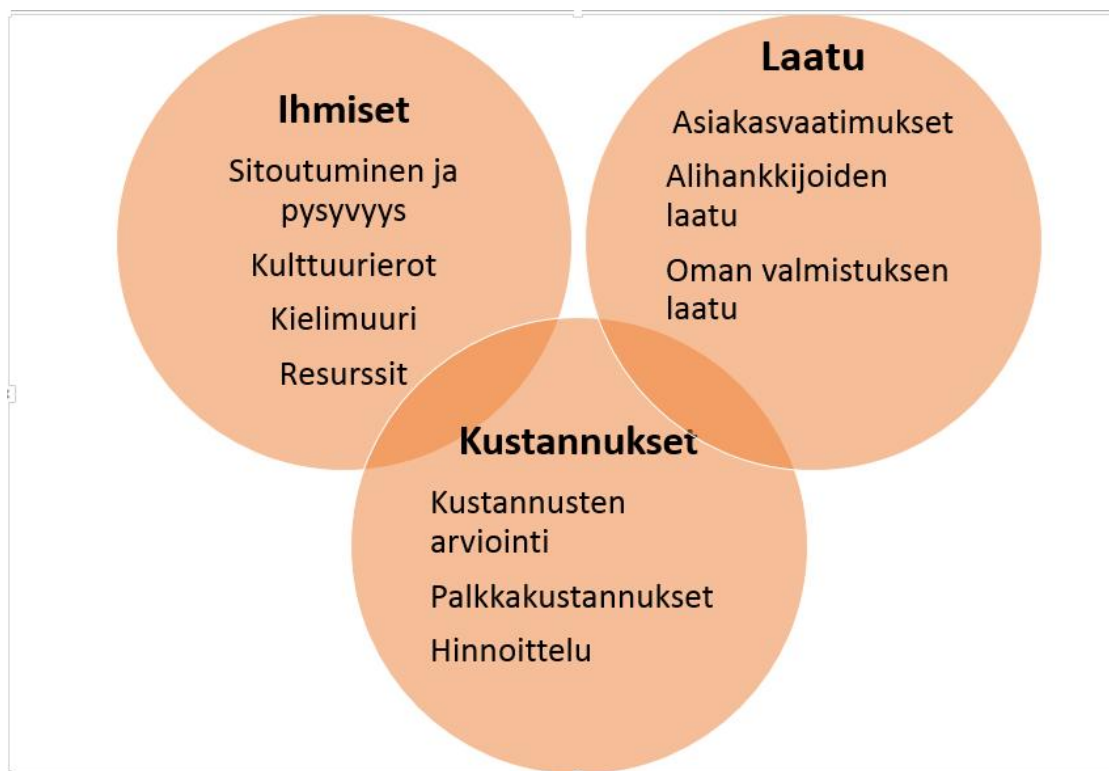 Ihmiset
Sitoutuminen ja
pysyvyys
Kulttuurierot
Kielimuuri
Resurssit
Laatu
Asiakasvaatimukset
Alihankkijoiden
laatu
Oman valmistuksen
laatu
Kustannukset
Kustannusten
arviointi
Palkkakustannukset
Hinnoittelu